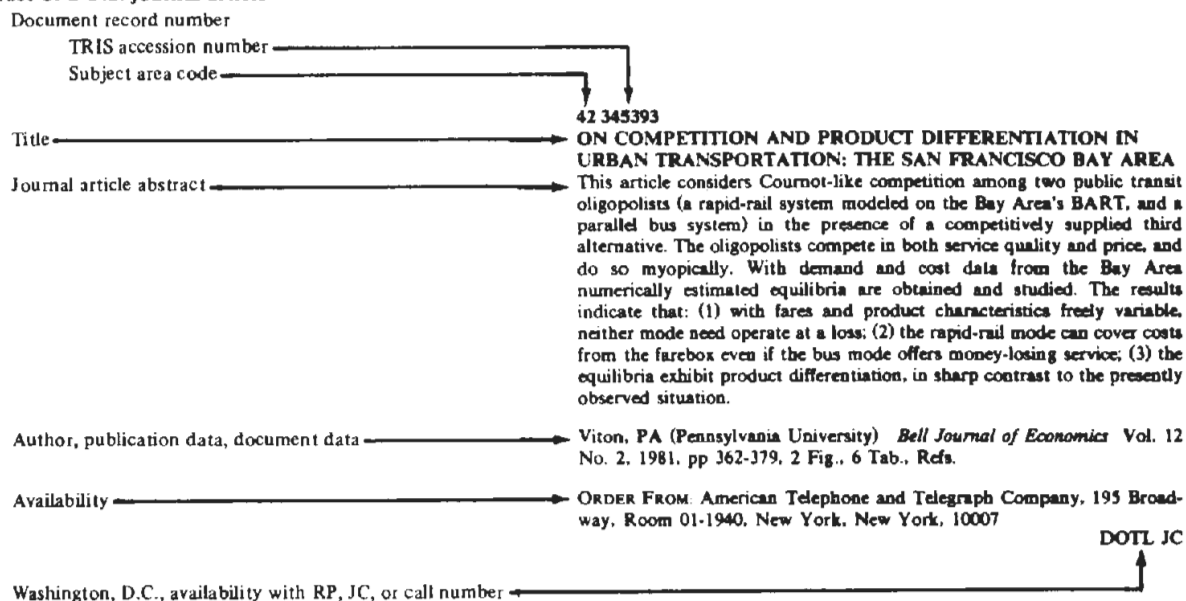 Document record number
TRIS accession number
Subject area code
42 345393
Title
ON COMPETITION AND PRODUCT DIFFERENTIATION IN
URBAN TRANSPORTATION: THE SAN FRANCISCO BAY AREA
Journal article abstract
This article considers Cournot-like competition among two public transit
oligopolists (a rapid-rail system modeled on the Bay Area's BART, and a
parallel bus system) in the presence of a competitively supplied third
alternative. The oligopolists compete in both service quality and price, and
do so myopically. With demand and cost data from the Bay Area
numerically estimated equilibria are obtained and studied. The results
indicate that: (1) with fares and product characteristics freely variable,
neither mode need operate at a loss; (2) the rapid-rail mode can cover costs
from the farebox even if the bus mode offers money-losing service; (3) the
equilibria exhibit product differentiation, in sharp contrast to the presently
observed situation.
Author, publication data, document data
Viton, PA (Pennsylvania University) Bell Journal of Economics Vol. 12
No. 2, 1981, pp 362-379, 2 Fig., 6 Tab., Refs.
Availability
ORDER FROM: American Telephone and Telegraph Company, 195 Broad-
way, Room 01-1940, New York, New York, 10007
DOTL JC
Washington, D.C., availability with RP, JC, or call number